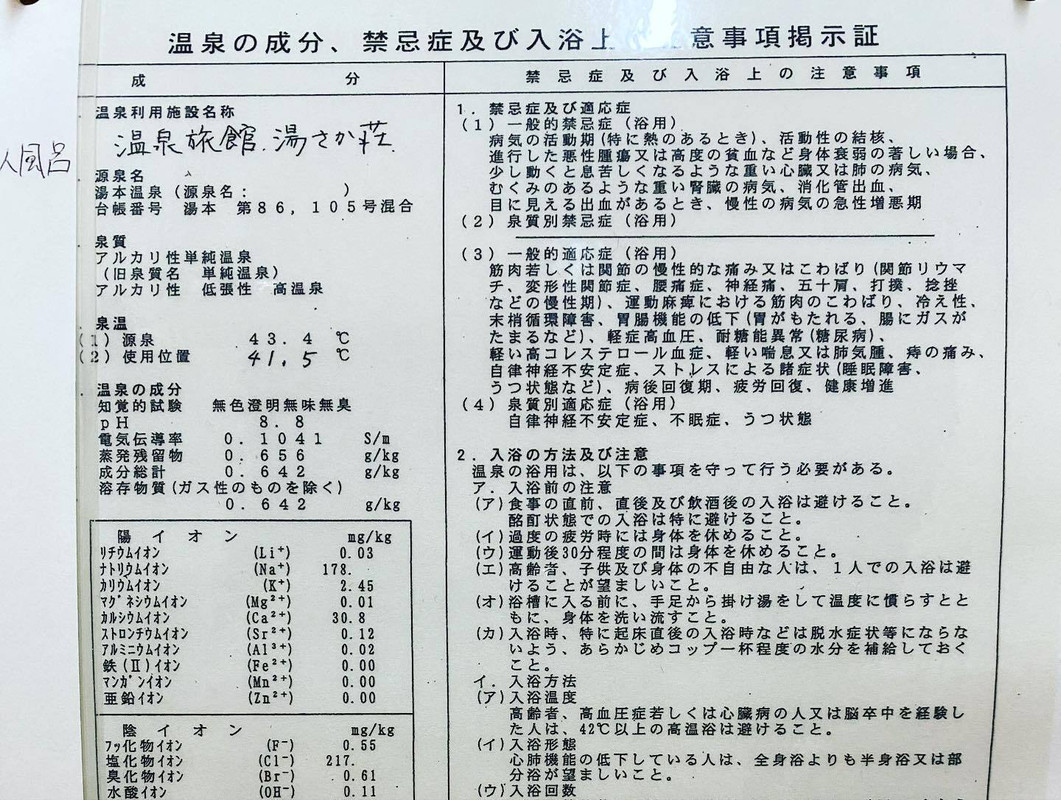 温泉の成分、禁忌症及び入浴上 意事項掲示証
成 分
温泉利用施設名称
温泉旅館 湯さか荘
人風呂
源泉名
湯本温泉（源泉名： ）
台帳番号 湯本 第86，105号混合
泉質
アルカリ性単純温泉
（旧泉質名 単純温泉）
アルカリ性 低張性 高温泉
泉温
(1) 源泉 43.4 ℃
(2) 使用位置 41.5 ℃
温泉の成分
知覚的試験 無色澄明無味無臭
pH 8.8
電気伝導率 0.1041 S/m
蒸発残留物 0.656 g/kg
成分総計 0.642 g/kg
溶存物質(ガス性のものを除く)
0.642 g/kg
陽イオン mg/kg
ﾘﾁｳﾑｲｵﾝ (Li⁺) 0.03
ﾅﾄﾘｳﾑｲｵﾝ (Na⁺) 178.
ｶﾘｳﾑｲｵﾝ (K⁺) 2.45
ﾏｸﾞﾈｼｳﾑｲｵﾝ (Mg²⁺) 0.01
ｶﾙｼｳﾑｲｵﾝ (Ca²⁺) 30.8
ｽﾄﾛﾝﾁｳﾑｲｵﾝ (Sr²⁺) 0.12
ｱﾙﾐﾆｳﾑｲｵﾝ (Al³⁺) 0.02
鉄(Ⅱ)ｲｵﾝ (Fe²⁺) 0.00
ﾏﾝｶﾞﾝｲｵﾝ (Mn²⁺) 0.00
亜鉛ｲｵﾝ (Zn²⁺) 0.00
陰イオン mg/kg
ﾌｯ化物ｲｵﾝ (F⁻) 0.55
塩化物ｲｵﾝ (Cl⁻) 217.
臭化物ｲｵﾝ (Br⁻) 0.61
水酸ｲｵﾝ (OH⁻) 0.11
禁忌症及び入浴上の注意事項
1．禁忌症及び適応症
(1) 一般的禁忌症（浴用）
病気の活動期(特に熱のあるとき)、活動性の結核、
進行した悪性腫瘍又は高度の貧血など身体衰弱の著しい場合、
少し動くと息苦しくなるような重い心臓又は肺の病気、
むくみのあるような重い腎臓の病気、消化管出血、
目に見える出血があるとき、慢性の病気の急性増悪期
(2) 泉質別禁忌症（浴用）
(3) 一般的適応症（浴用）
筋肉若しくは関節の慢性的な痛み又はこわばり(関節リウマ
チ、変形性関節症、腰痛症、神経痛、五十肩、打撲、捻挫
などの慢性期)、運動麻痺における筋肉のこわばり、冷え性、
末梢循環障害、胃腸機能の低下(胃がもたれる、腸にガスが
たまるなど)、軽症高血圧、耐糖能異常(糖尿病)、
軽い高コレステロール血症、軽い喘息又は肺気腫、痔の痛み、
自律神経不安定症、ストレスによる諸症状(睡眠障害、
うつ状態など)、病後回復期、疲労回復、健康増進
(4) 泉質別適応症（浴用）
自律神経不安定症、不眠症、うつ状態
2．入浴の方法及び注意
温泉の浴用は、以下の事項を守って行う必要がある。
ア．入浴前の注意
(ア)食事の直前、直後及び飲酒後の入浴は避けること。
酩酊状態での入浴は特に避けること。
(イ)過度の疲労時には身体を休めること。
(ウ)運動後30分程度の間は身体を休めること。
(エ)高齢者、子供及び身体の不自由な人は、1人での入浴は避
けることが望ましいこと。
(オ)浴槽に入る前に、手足から掛け湯をして温度に慣らすとと
もに、身体を洗い流すこと。
(カ)入浴時、特に起床直後の入浴時などは脱水症状等にならな
いよう、あらかじめコップ一杯程度の水分を補給しておく
こと。
イ．入浴方法
(ア)入浴温度
高齢者、高血圧症若しくは心臓病の人又は脳卒中を経験し
た人は、42℃以上の高温浴は避けること。
(イ)入浴形態
心肺機能の低下している人は、全身浴よりも半身浴又は部
分浴が望ましいこと。
(ウ)入浴回数